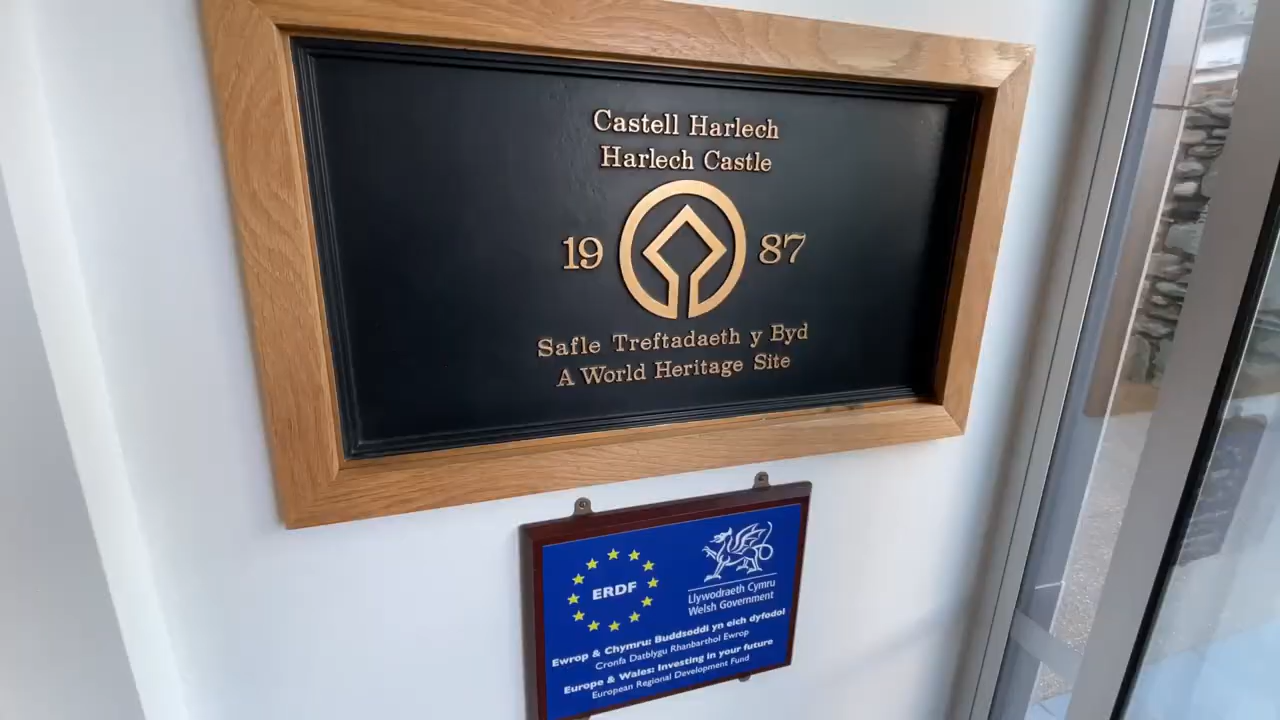 Castell Harlech
Harlech Castle
19 87
Safle Treftadaeth y Byd
A World Heritage Site
ERDF
Llywodraeth Cymru
Welsh Government
Ewrop & Chymru: Buddsoddi yn eich dyfodol
Cronfa Datblygu Rhanbarthol Ewrop
Europe & Wales: Investing in your future
European Regional Development Fund